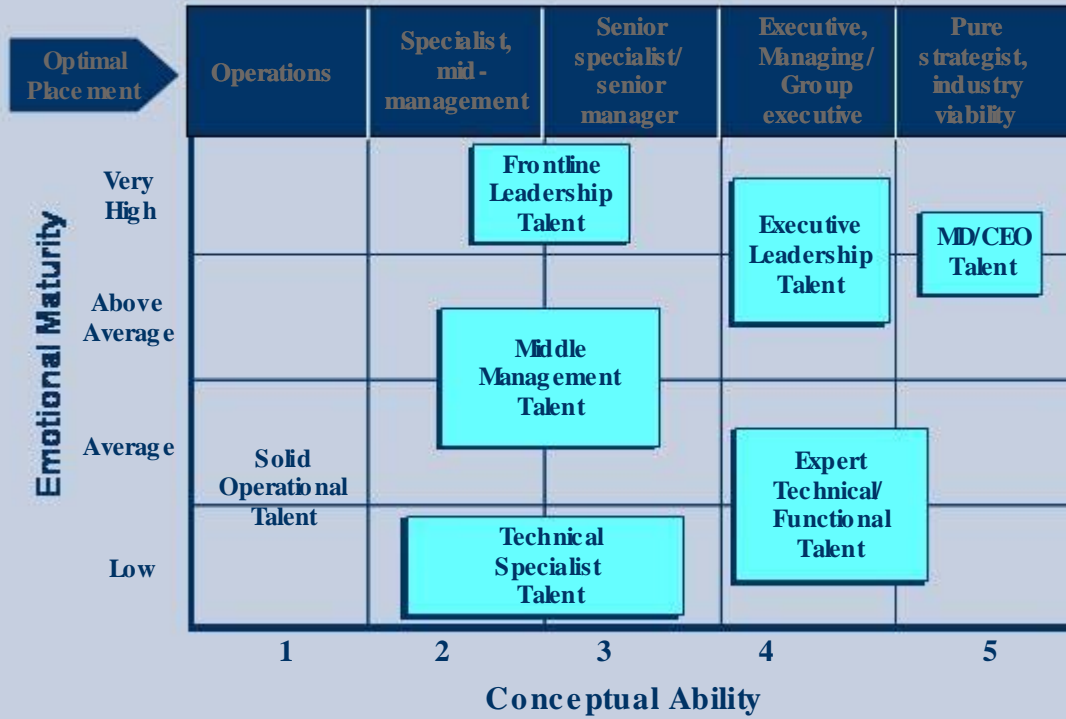 Optimal
Placement
Operations
Specialist,
mid-
management
Senior
specialist/
senior
manager
Executive,
Managing/
Group
executive
Pure
strategist,
industry
viability
Emotional Maturity
Very
High
Above
Average
Average
Low
Frontline
Leadership
Talent
Executive
Leadership
Talent
MD/CEO
Talent
Middle
Management
Talent
Solid
Operational
Talent
Expert
Technical/
Functional
Talent
Technical
Specialist
Talent
1
2
3
4
5
Conceptual Ability